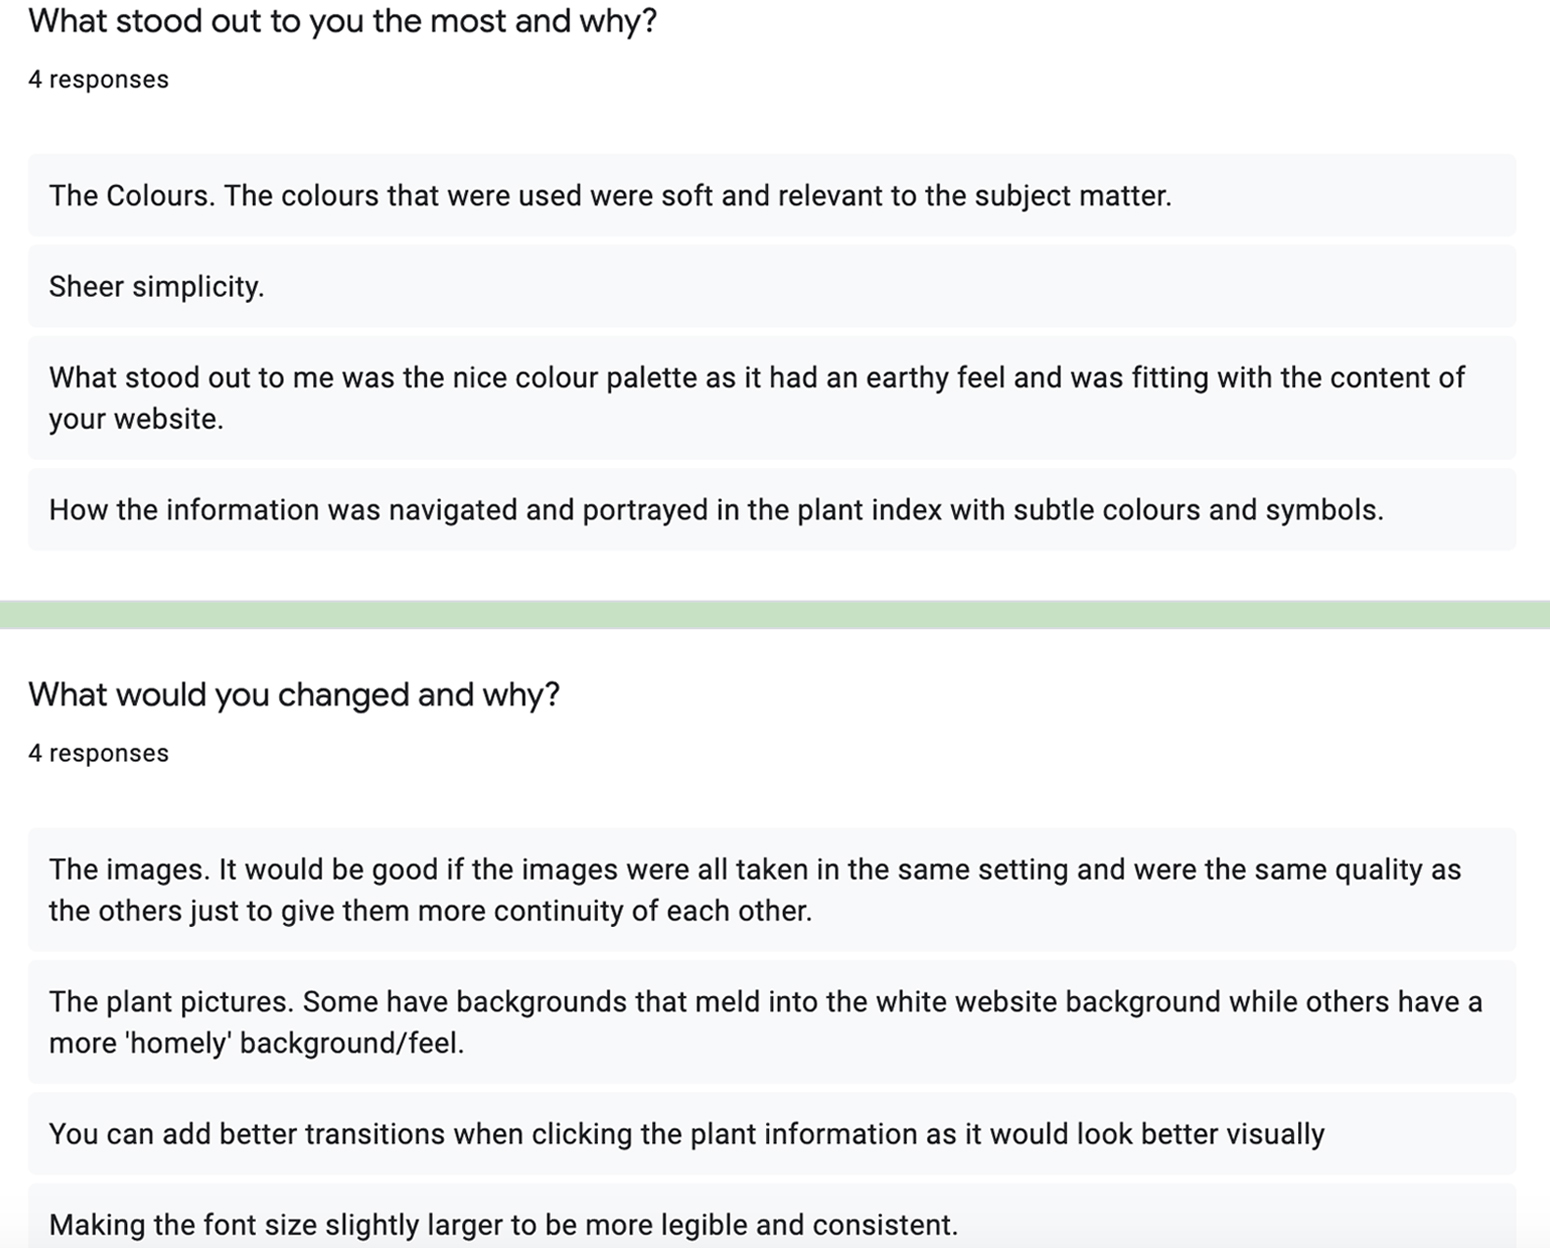 What stood out to you the most and why?
4 responses
The Colours. The colours that were used were soft and relevant to the subject matter.
Sheer simplicity.
What stood out to me was the nice colour palette as it had an earthy feel and was fitting with the content of
your website.
How the information was navigated and portrayed in the plant index with subtle colours and symbols.
What would you changed and why?
4 responses
The images. It would be good if the images were all taken in the same setting and were the same quality as
the others just to give them more continuity of each other.
The plant pictures. Some have backgrounds that meld into the white website background while others have a
more 'homely' background/feel.
You can add better transitions when clicking the plant information as it would look better visually
Making the font size slightly larger to be more legible and consistent.